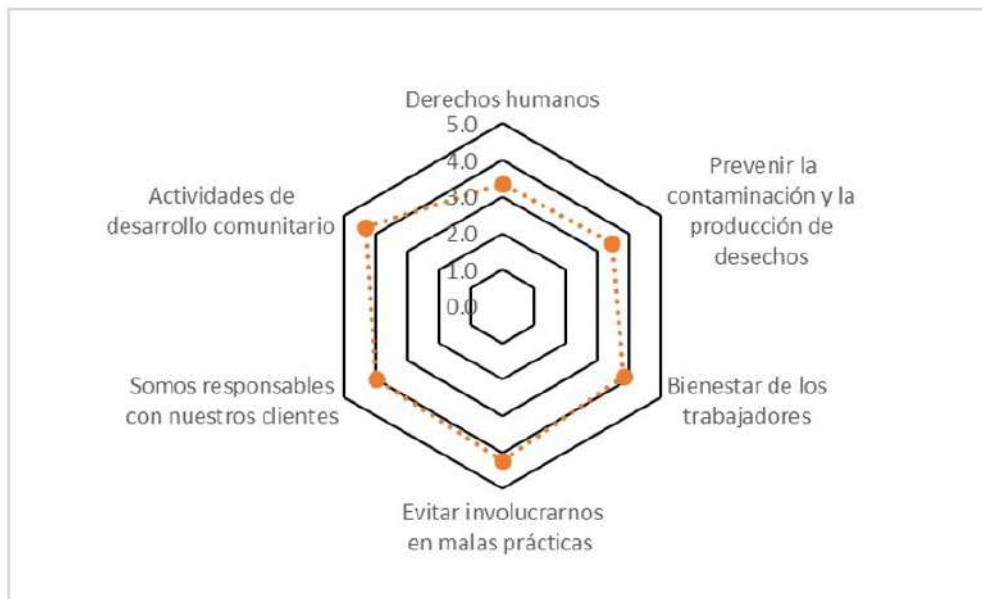 Derechos humanos
5.0
4.0
3.0
2.0
1.0
0.0
Prevenir la
contaminación y la
producción de
desechos
Bienestar de los
trabajadores
Evitar involucrarnos
en malas prácticas
Somos responsables
con nuestros clientes
Actividades de
desarrollo comunitario